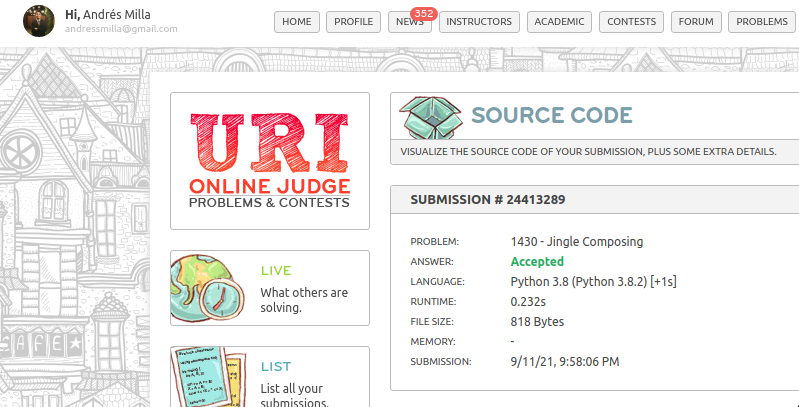 Hi, Andrés Milla
andressmilla@gmail.com
HOME PROFILE NEWS 352 INSTRUCTORS ACADEMIC CONTESTS FORUM PROBLEMS
URI
ONLINE JUDGE
PROBLEMS & CONTESTS
SOURCE CODE
VISUALIZE THE SOURCE CODE OF YOUR SUBMISSION, PLUS SOME EXTRA DETAILS.
SUBMISSION # 24413289
PROBLEM: 1430 - Jingle Composing
ANSWER: Accepted
LANGUAGE: Python 3.8 (Python 3.8.2) [+1s]
RUNTIME: 0.232s
FILE SIZE: 818 Bytes
MEMORY: -
SUBMISSION: 9/11/21, 9:58:06 PM
LIVE
What others are
solving.
LIST
List all your
submissions.
CAFE